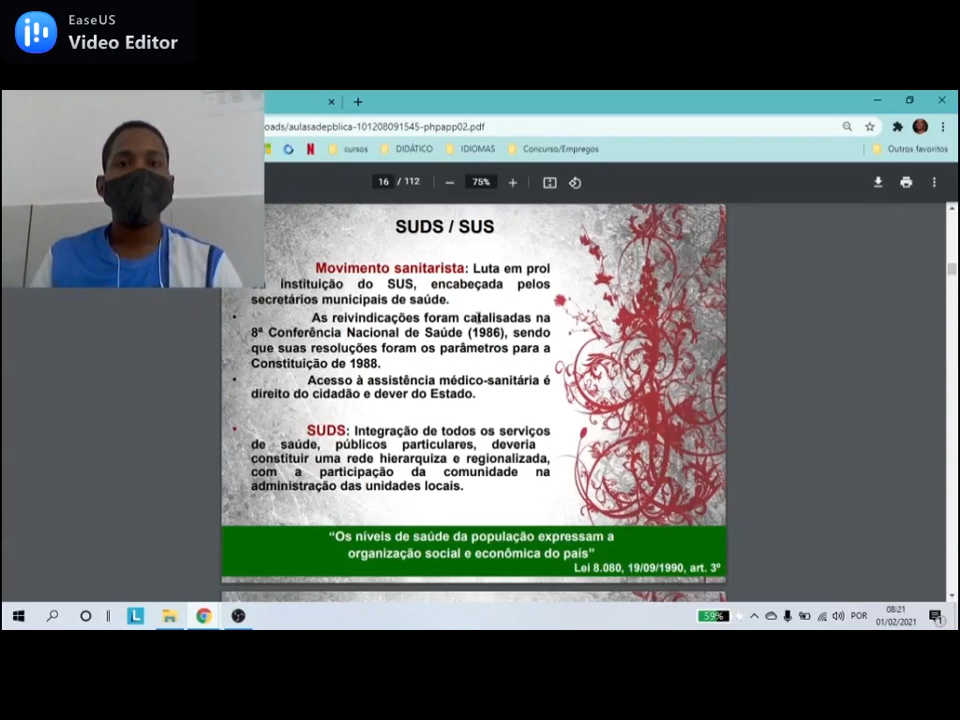 EaseUS
Video Editor
oads/aulasadepblica-101208091545-phpapp02.pdf
cursos
DIDÁTICO
IDIOMAS
Concurso/Empregos
Outros favoritos
16 / 112
75%
SUDS / SUS
Movimento sanitarista: Luta em prol
instituição do SUS, encabeçada pelos
secretários municipais de saúde.
As reivindicações foram catalisadas na
8ª Conferência Nacional de Saúde (1986), sendo
que suas resoluções foram os parâmetros para a
Constituição de 1988.
Acesso à assistência médico-sanitária é
direito do cidadão e dever do Estado.
SUDS: Integração de todos os serviços
de saúde, públicos particulares, deveria
constituir uma rede hierarquiza e regionalizada,
com a participação da comunidade na
administração das unidades locais.
“Os níveis de saúde da população expressam a
organização social e econômica do país”
Lei 8.080, 19/09/1990, art. 3º
59%
POR
08:21
01/02/2021